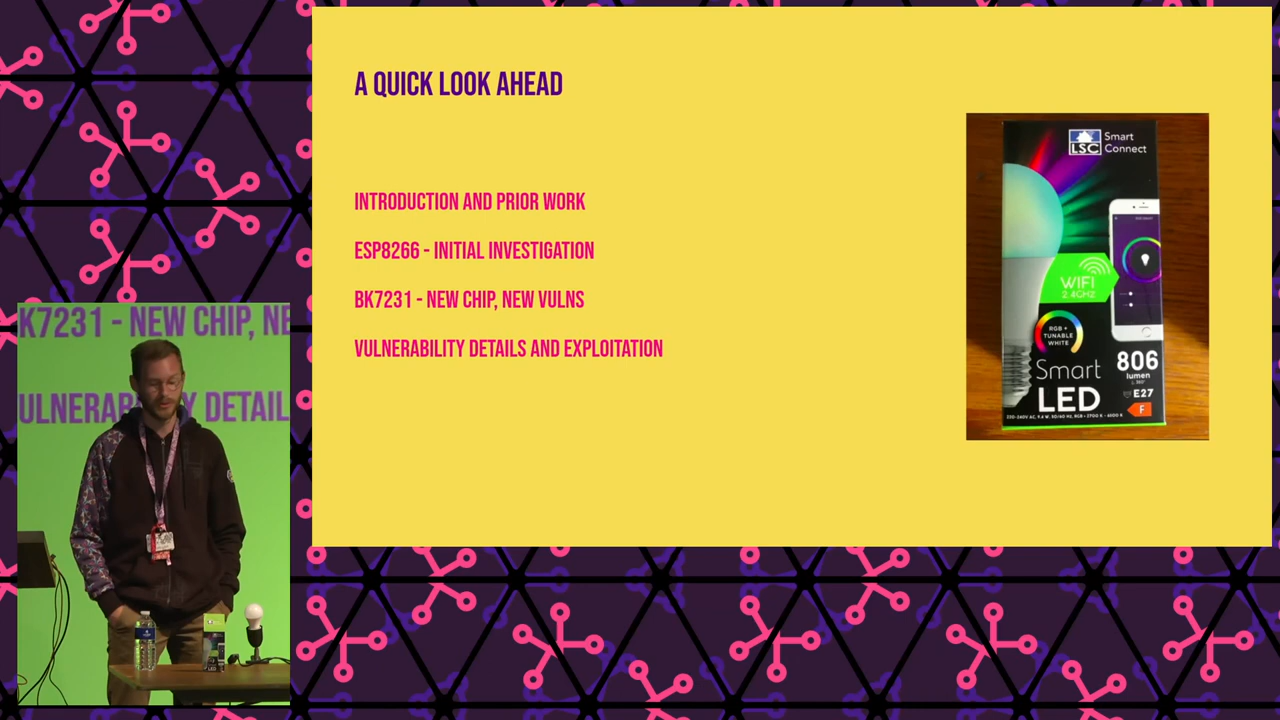 A QUICK LOOK AHEAD
INTRODUCTION AND PRIOR WORK
ESP8266 - INITIAL INVESTIGATION
BK7231 - NEW CHIP, NEW VULNS
VULNERABILITY DETAILS AND EXPLOITATION
LSC
Smart
Connect
WIFI
2.4GHZ
RGB +
TUNABLE
WHITE
Smart
LED
806
lumen
E27
F
K7231 - NEW CHIP, NE
ULNERAB Y DETAIL
LED